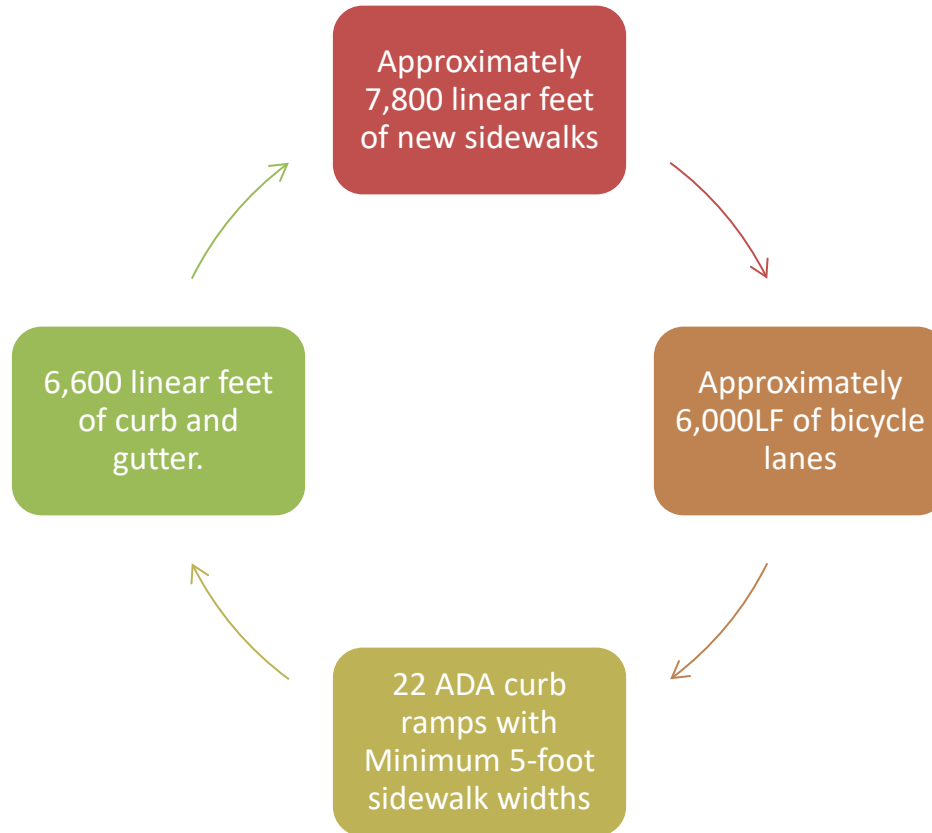 Approximately
7,800 linear feet
of new sidewalks
Approximately
6,000LF of bicycle
lanes
22 ADA curb
ramps with
Minimum 5-foot
sidewalk widths
6,600 linear feet
of curb and
gutter.